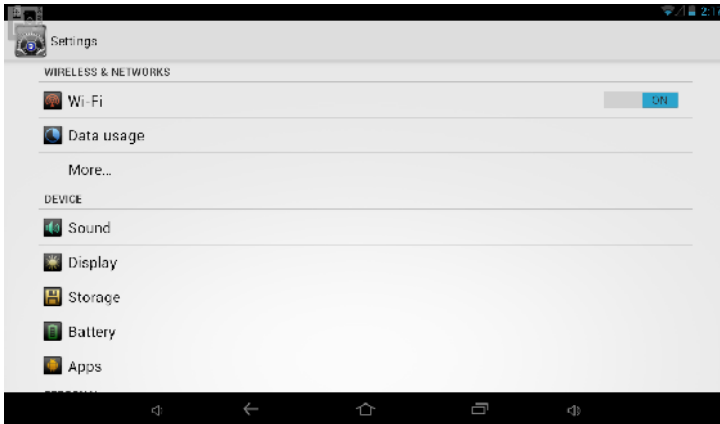 Settings
WIRELESS & NETWORKS
Wi-Fi
ON
Data usage
More...
DEVICE
Sound
Display
Storage
Battery
Apps